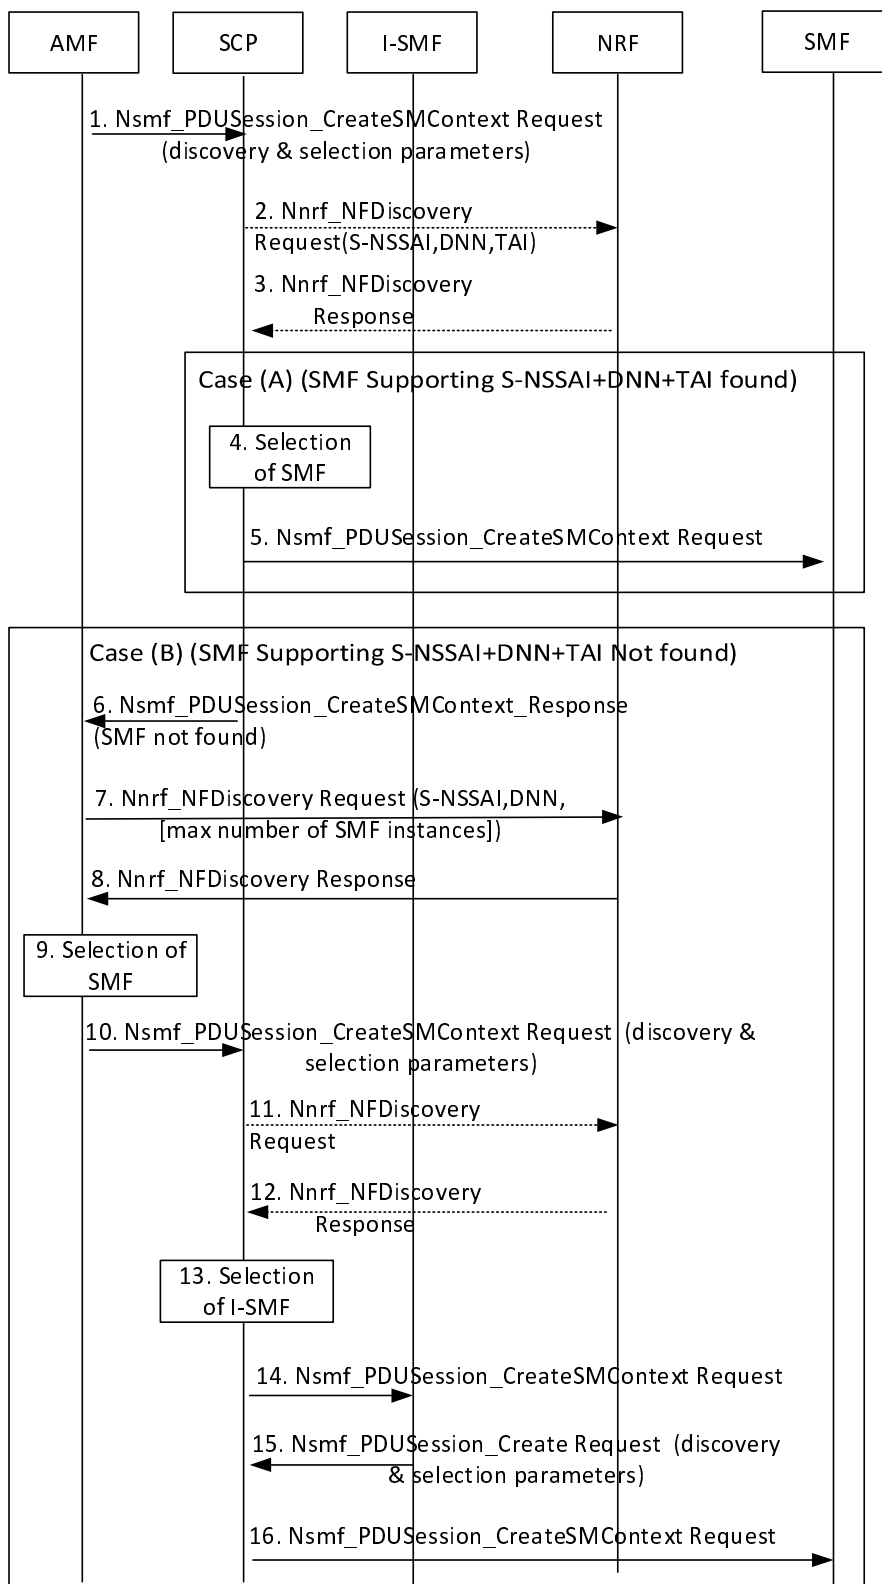 AMF
SCP
I-SMF
NRF
SMF
1. Nsmf_PDUSession_CreateSMContext Request
(discovery & selection parameters)
2. Nnrf_NFDiscovery
Request(S-NSSAI,DNN,TAI)
3. Nnrf_NFDiscovery
Response
Case (A) (SMF Supporting S-NSSAI+DNN+TAI found)
4. Selection
of SMF
5. Nsmf_PDUSession_CreateSMContext Request
Case (B) (SMF Supporting S-NSSAI+DNN+TAI Not found)
6. Nsmf_PDUSession_CreateSMContext_Response
(SMF not found)
7. Nnrf_NFDiscovery Request (S-NSSAI,DNN,
[max number of SMF instances])
8. Nnrf_NFDiscovery Response
9. Selection of
SMF
10. Nsmf_PDUSession_CreateSMContext Request (discovery &
selection parameters)
11. Nnrf_NFDiscovery
Request
12. Nnrf_NFDiscovery
Response
13. Selection
of I-SMF
14. Nsmf_PDUSession_CreateSMContext Request
15. Nsmf_PDUSession_Create Request (discovery
& selection parameters)
16. Nsmf_PDUSession_CreateSMContext Request